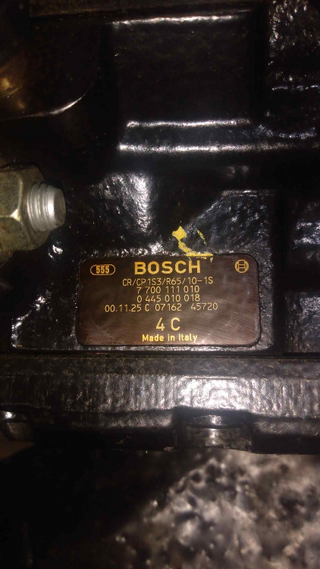 555 BOSCH
CR/CP1S3/R65/10-1S
7 700 111 010
0 445 010 018
00.11.25 C 07162 45720
4 C
Made in Italy